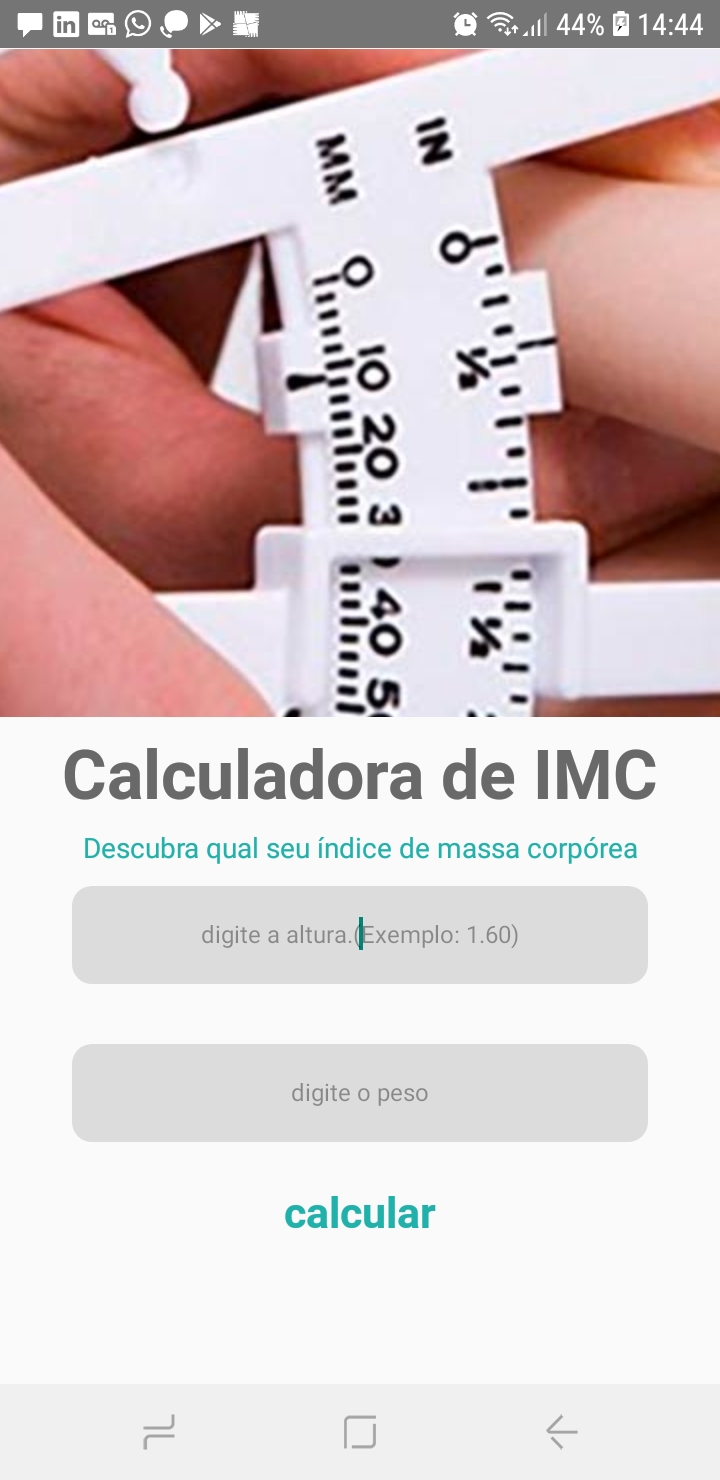 44% 14:44
IN
MM
0
0
10
½
20
3
40
½
5
Calculadora de IMC
Descubra qual seu índice de massa corpórea
digite a altura.(Exemplo: 1.60)
digite o peso
calcular